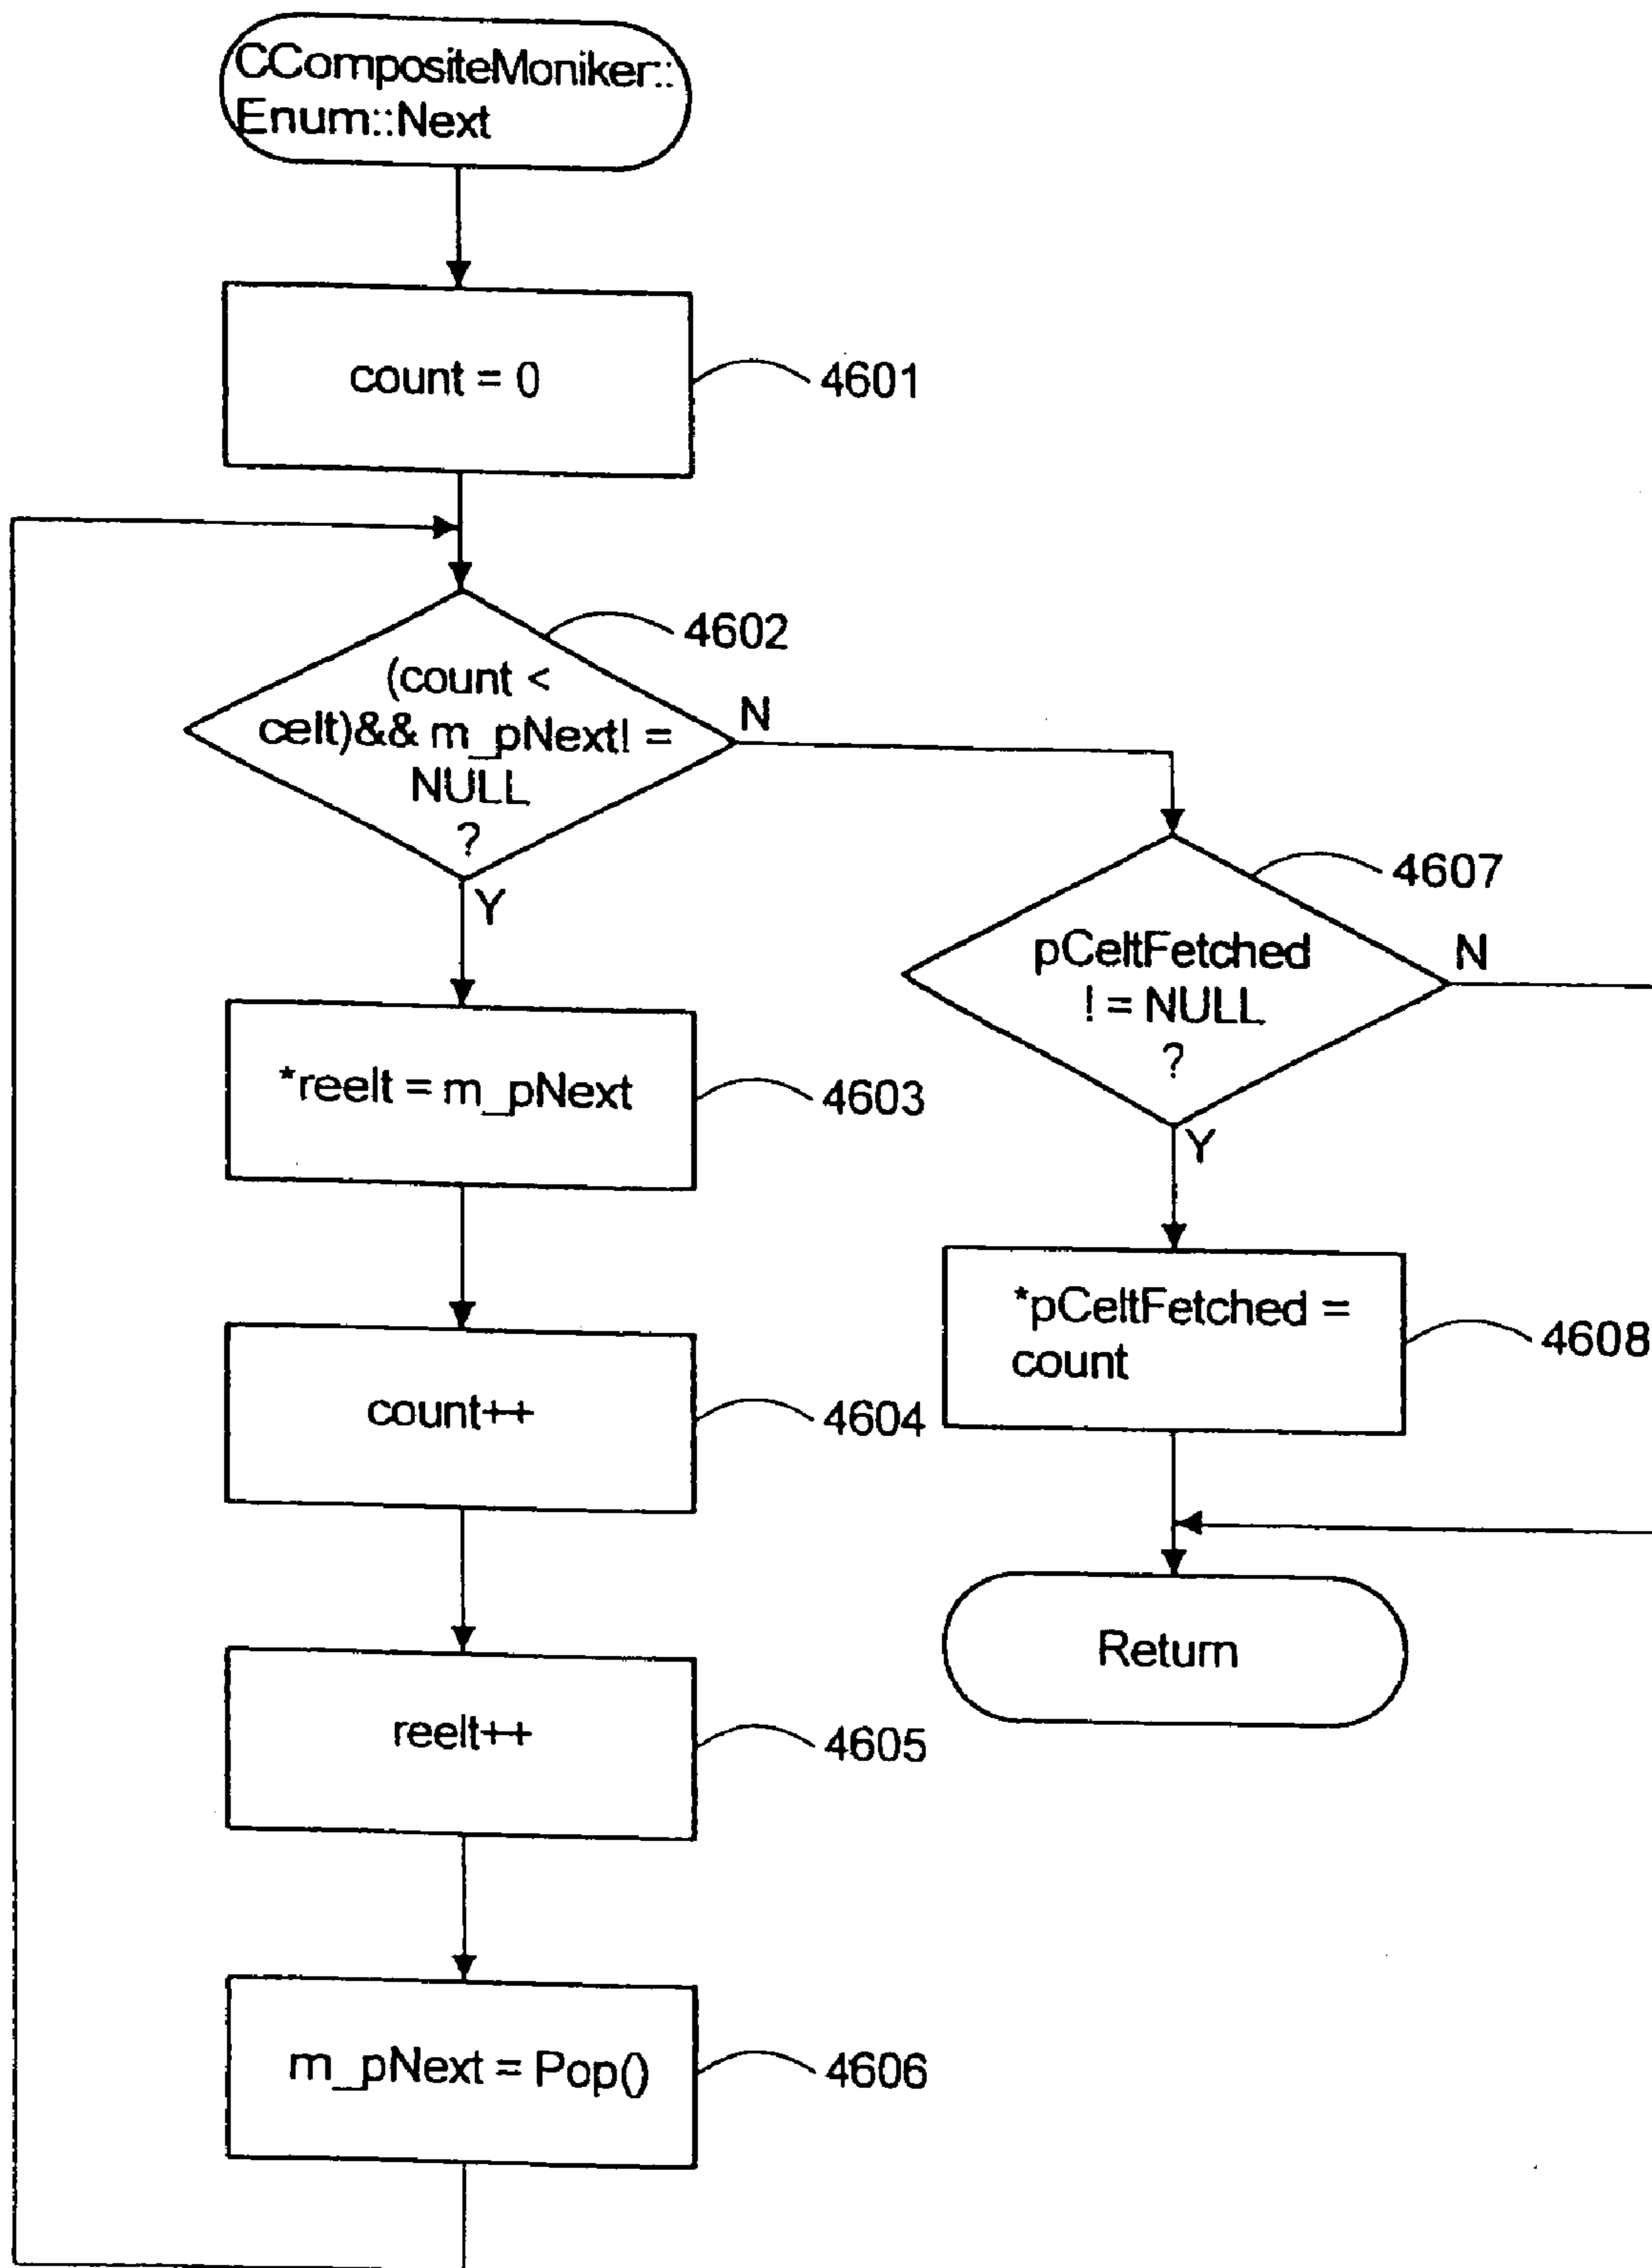 CCompositeMoniker::
Enum::Next
count = 0
4601
4602
(count <
celt)&& m_pNext! =
NULL
?
N
Y
4607
pCeltFetched
! = NULL
?
N
Y
*reelt = m_pNext
4603
*pCeltFetched =
count
4608
count++
4604
Return
reelt++
4605
m_pNext = Pop()
4606